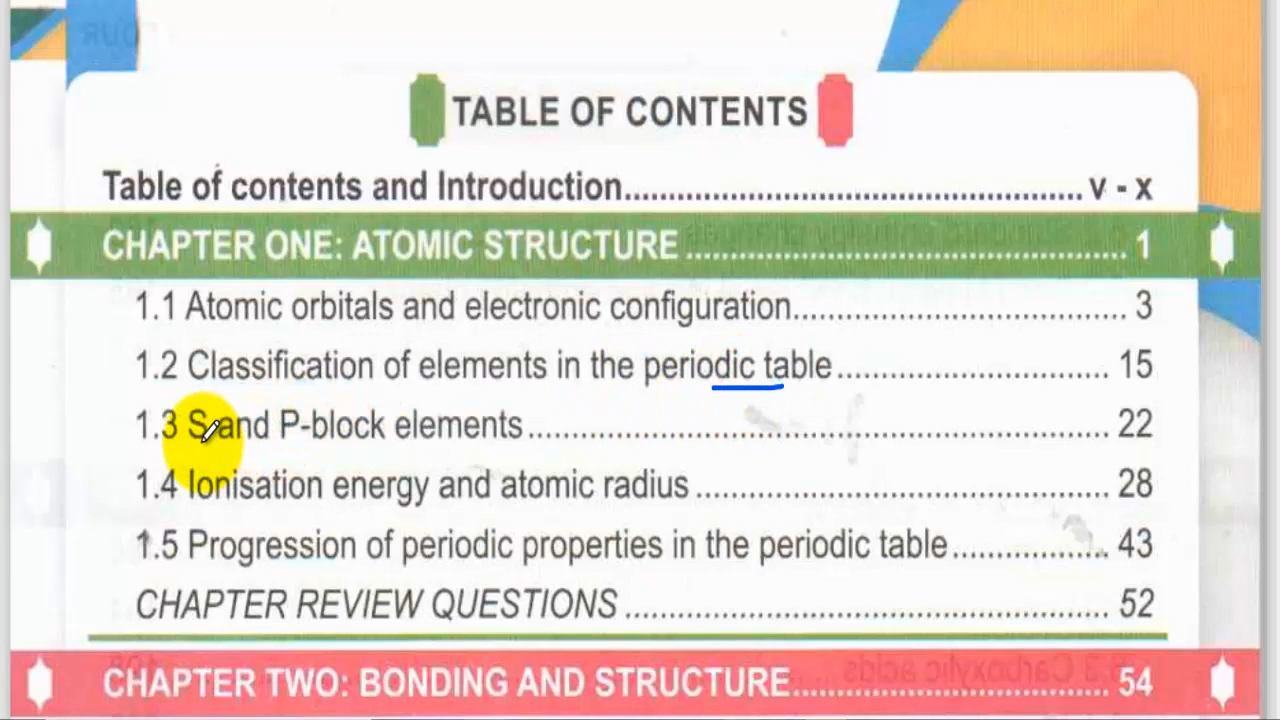 TABLE OF CONTENTS
Table of contents and Introduction.................................................. v - x
CHAPTER ONE: ATOMIC STRUCTURE .................................................. 1
1.1 Atomic orbitals and electronic configuration.................................... 3
1.2 Classification of elements in the periodic table.............................. 15
1.3 S and P-block elements.............................................................. 22
1.4 Ionisation energy and atomic radius............................................. 28
1.5 Progression of periodic properties in the periodic table................. 43
CHAPTER REVIEW QUESTIONS...................................................... 52
CHAPTER TWO: BONDING AND STRUCTURE.................................... 54